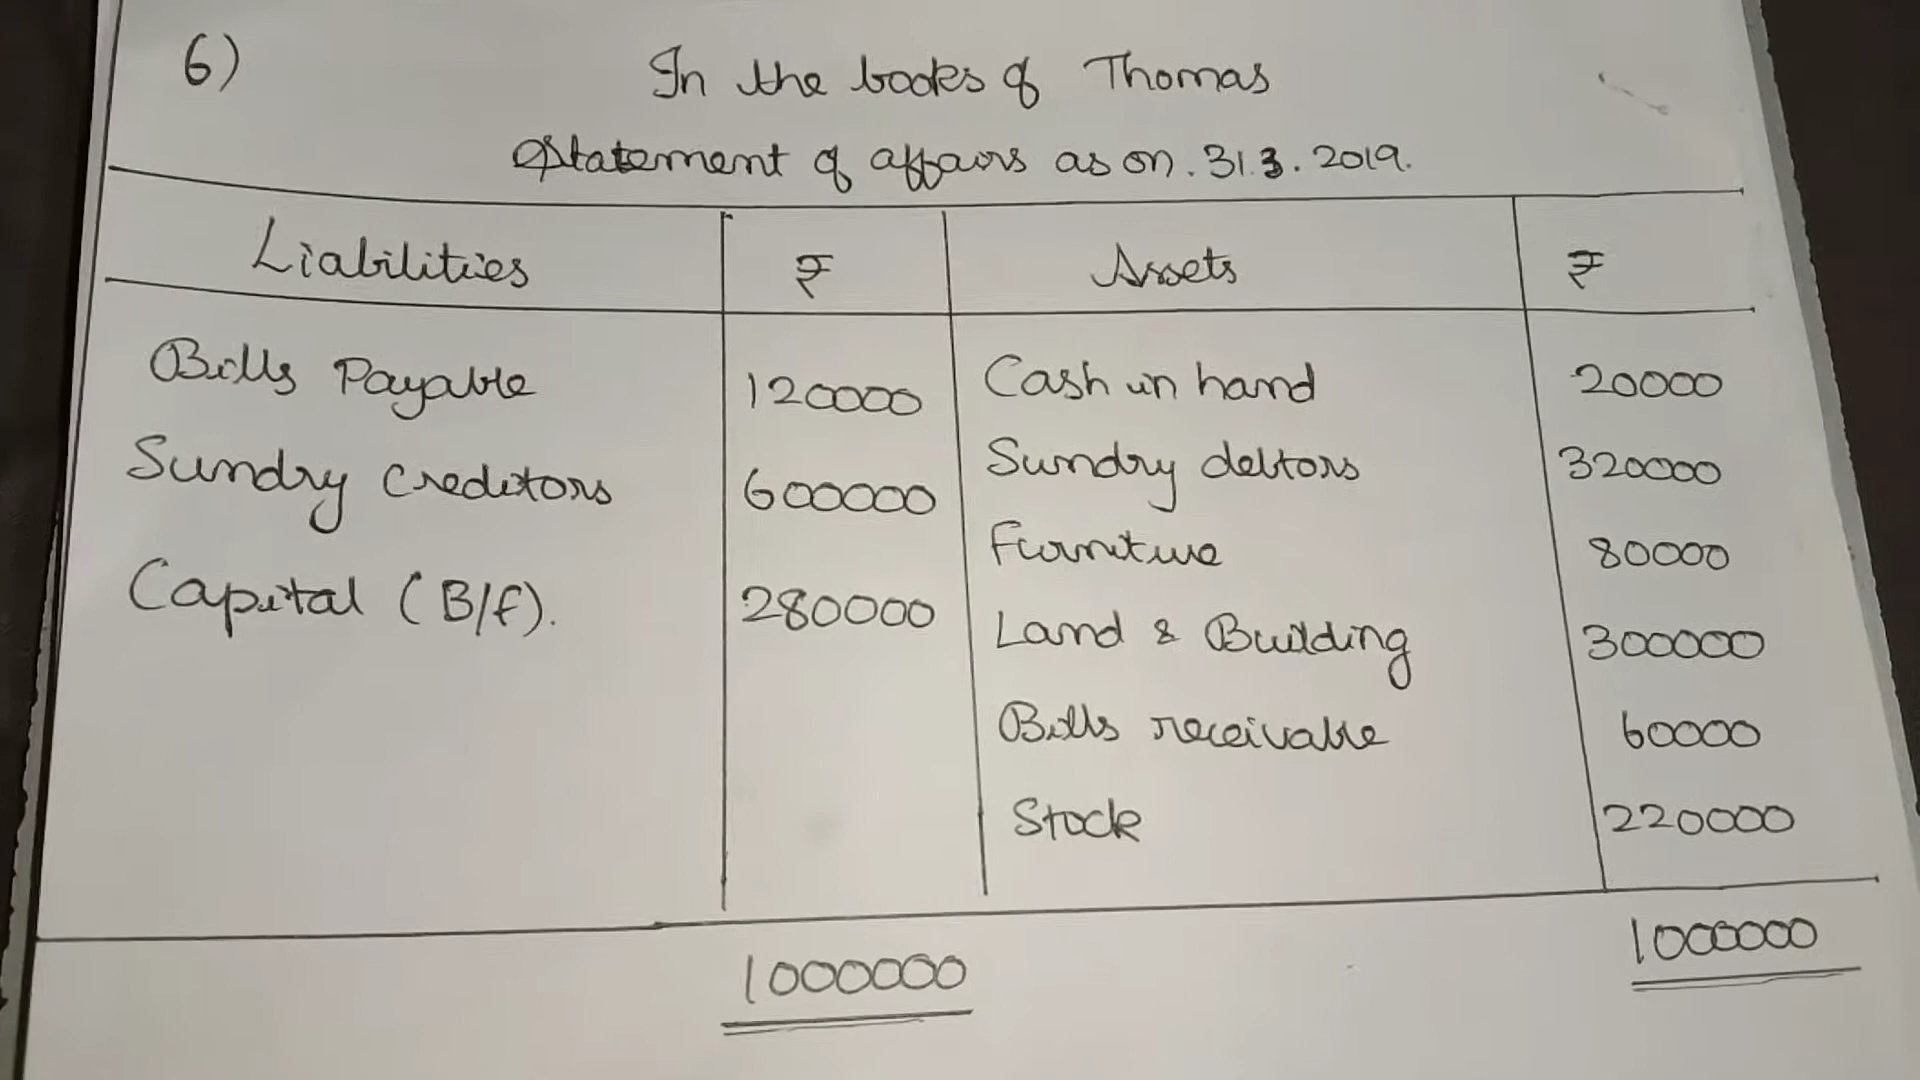 6)
In the books of Thomas
Statement of affairs as on. 31.3.2019.
Liabilities ₹ Assets ₹
Bills Payable 120000 Cash in hand 20000
Sundry Creditors 600000 Sundry debtors 320000
Furniture 80000
Capital (B/f). 280000 Land & Building 300000
Bills receivable 60000
Stock 220000
1000000 1000000